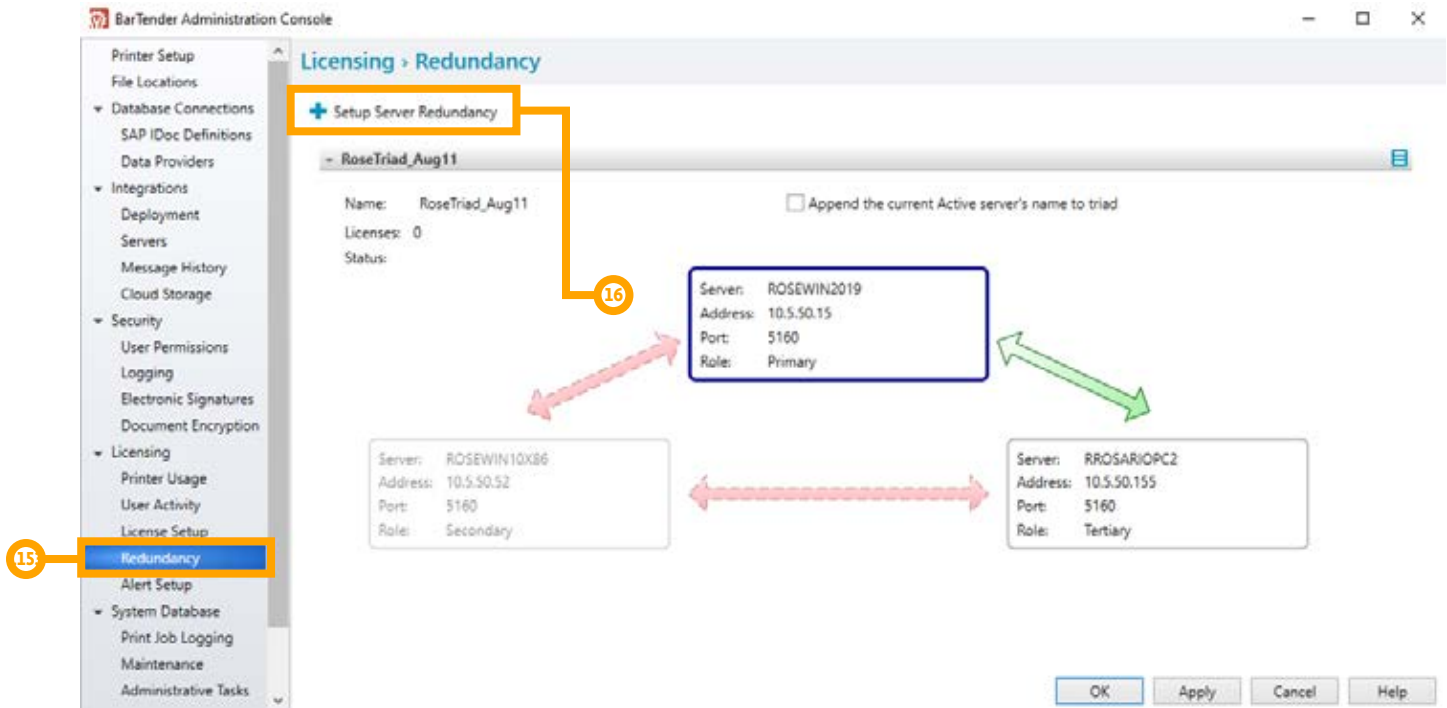 BarTender Administration Console
Printer Setup
File Locations
Database Connections
SAP IDoc Definitions
Data Providers
Integrations
Deployment
Servers
Message History
Cloud Storage
Security
User Permissions
Logging
Electronic Signatures
Document Encryption
Licensing
Printer Usage
User Activity
License Setup
15
Redundancy
Alert Setup
System Database
Print Job Logging
Maintenance
Administrative Tasks
Licensing › Redundancy
Setup Server Redundancy
16
RoseTriad_Aug11
Name: RoseTriad_Aug11
Append the current Active server's name to triad
Licenses: 0
Status:
Server: ROSEWIN2019
Address: 10.5.50.15
Port: 5160
Role: Primary
Server: ROSEWIN10X86
Address: 10.5.50.52
Port: 5160
Role: Secondary
Server: RROSARIOPC2
Address: 10.5.50.155
Port: 5160
Role: Tertiary
OK Apply Cancel Help